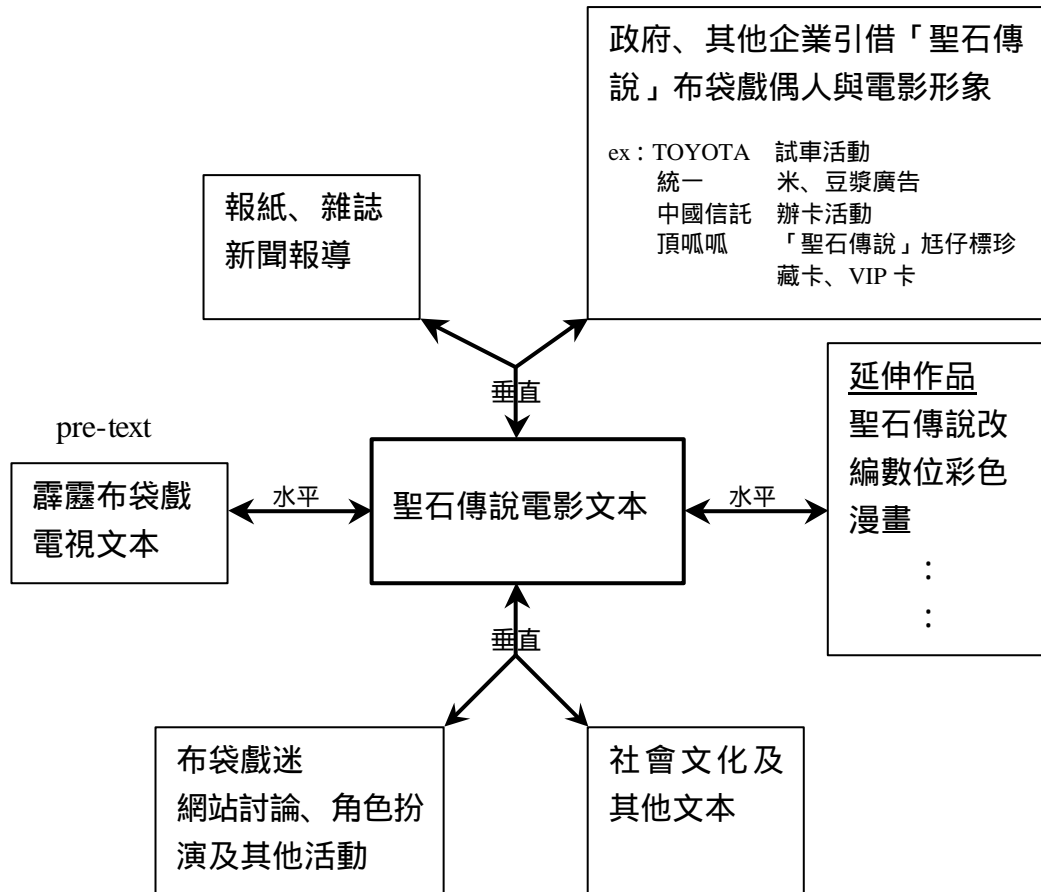 政府、其他企業引借「聖石傳
說」布袋戲偶人與電影形象
ex：TOYOTA 試車活動
統一 米、豆漿廣告
中國信託 辦卡活動
頂呱呱 「聖石傳說」尪仔標珍
藏卡、VIP 卡
報紙、雜誌
新聞報導
垂直
延伸作品
聖石傳說改
編數位彩色
漫畫
：
：
pre-text
霹靂布袋戲
電視文本
水平
聖石傳說電影文本
水平
垂直
布袋戲迷
網站討論、角色扮
演及其他活動
社會文化及
其他文本